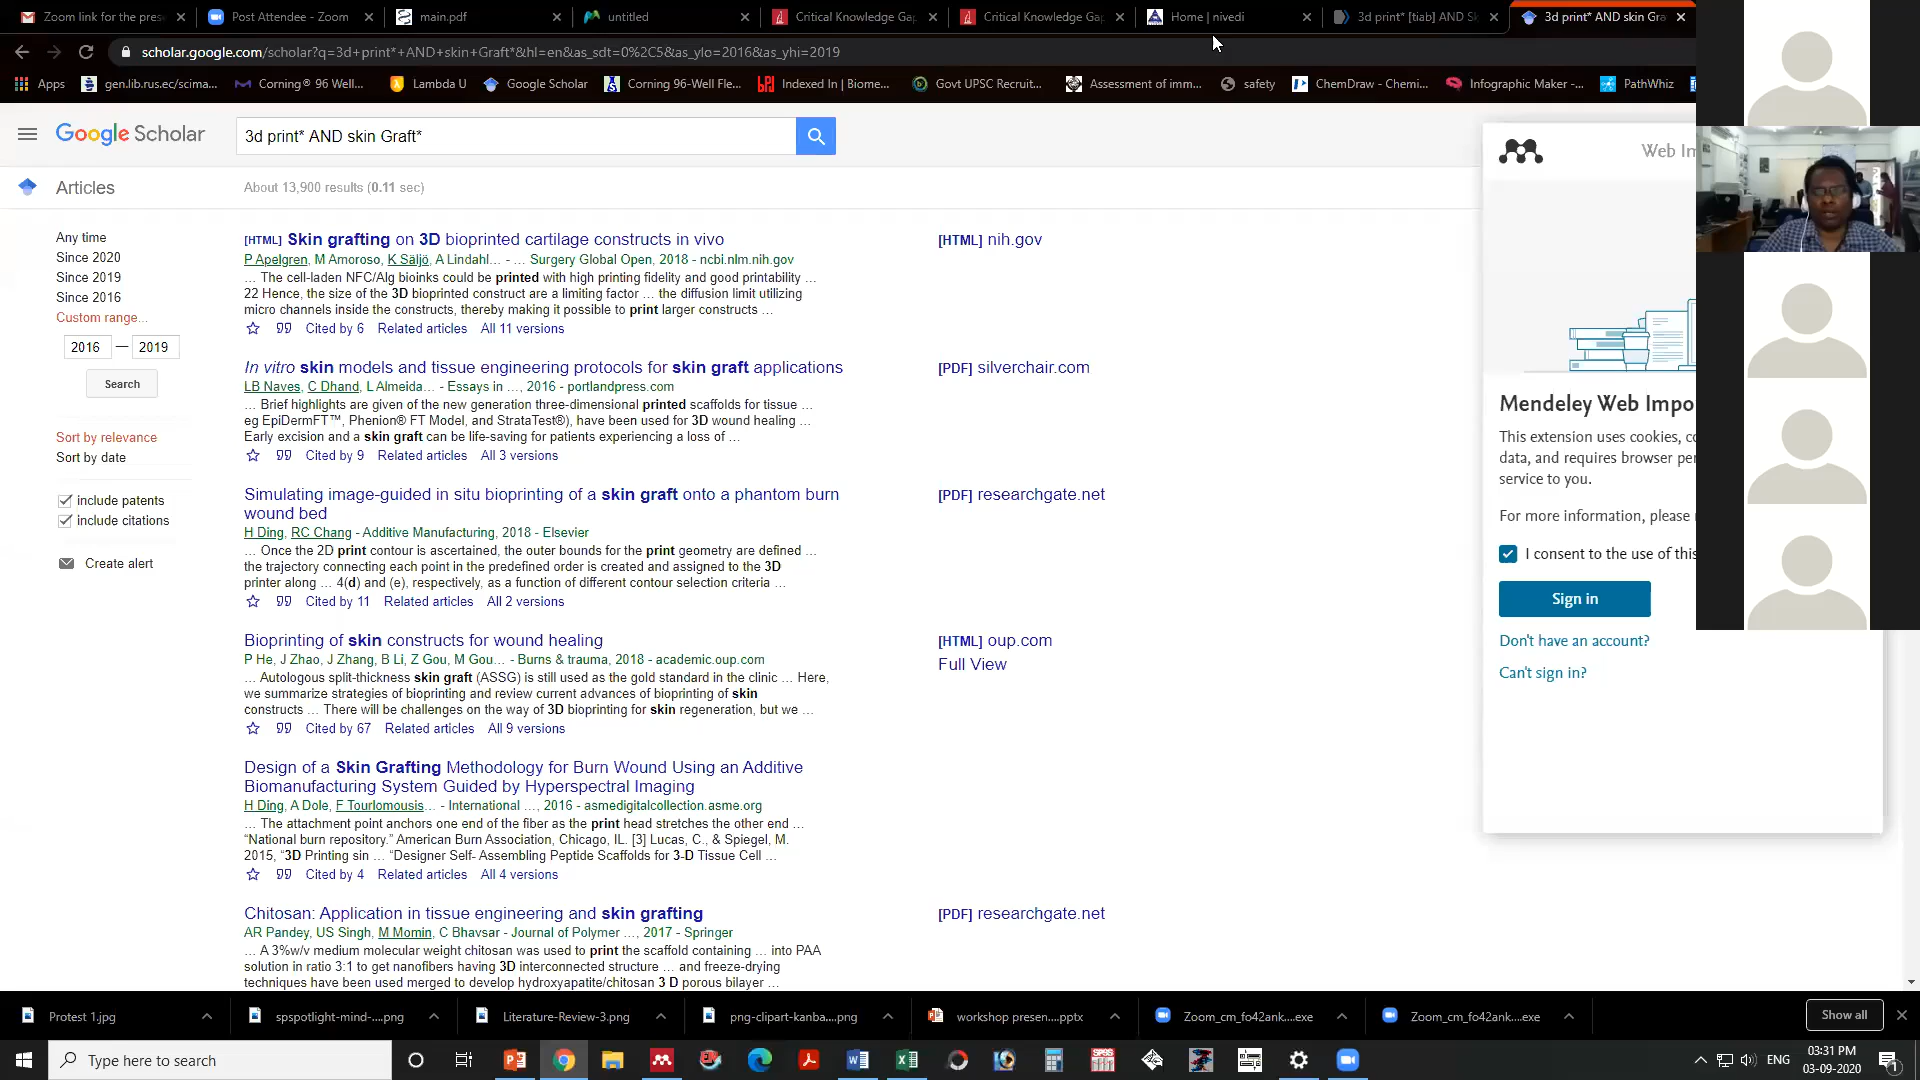 Zoom link for the prese
Post Attendee - Zoom
main.pdf
untitled
Critical Knowledge Gap
Critical Knowledge Gap
Home | nivedi
3d print* [tiab] AND Sk
3d print* AND skin Gra
scholar.google.com/scholar?q=3d+print*+AND+skin+Graft*&hl=en&as_sdt=0%2C5&as_ylo=2016&as_yhi=2019
Apps
gen.lib.rus.ec/scima...
Corning® 96 Well...
Lambda U
Google Scholar
Corning 96-Well Fle...
Indexed In | Biome...
Govt UPSC Recruit...
Assessment of imm...
safety
ChemDraw - Chemi...
Infographic Maker -...
PathWhiz
Google Scholar
3d print* AND skin Graft*
Web Im
Articles
About 13,900 results (0.11 sec)
Any time
Since 2020
Since 2019
Since 2016
Custom range...
2016 — 2019
Search
Sort by relevance
Sort by date
include patents
include citations
Create alert
[HTML] Skin grafting on 3D bioprinted cartilage constructs in vivo
P Apelgren, M Amoroso, K Säljö, A Lindahl... - ... Surgery Global Open, 2018 - ncbi.nlm.nih.gov
... The cell-laden NFC/Alg bioinks could be printed with high printing fidelity and good printability ...
22 Hence, the size of the 3D bioprinted construct are a limiting factor ... the diffusion limit utilizing
micro channels inside the constructs, thereby making it possible to print larger constructs ...
Cited by 6 Related articles All 11 versions
[HTML] nih.gov
In vitro skin models and tissue engineering protocols for skin graft applications
LB Naves, C Dhand, L Almeida... - Essays in ..., 2016 - portlandpress.com
... Brief highlights are given of the new generation three-dimensional printed scaffolds for tissue ...
eg EpiDermFT™, Phenion® FT Model, and StrataTest®), have been used for 3D wound healing ...
Early excision and a skin graft can be life-saving for patients experiencing a loss of ...
Cited by 9 Related articles All 3 versions
[PDF] silverchair.com
Simulating image-guided in situ bioprinting of a skin graft onto a phantom burn
wound bed
H Ding, RC Chang - Additive Manufacturing, 2018 - Elsevier
... Once the 2D print contour is ascertained, the outer bounds for the print geometry are defined ...
the trajectory connecting each point in the predefined order is created and assigned to the 3D
printer along ... 4(d) and (e), respectively, as a function of different contour selection criteria ...
Cited by 11 Related articles All 2 versions
[PDF] researchgate.net
Bioprinting of skin constructs for wound healing
P He, J Zhao, J Zhang, B Li, Z Gou, M Gou... - Burns & trauma, 2018 - academic.oup.com
... Autologous split-thickness skin graft (ASSG) is still used as the gold standard in the clinic ... Here,
we summarize strategies of bioprinting and review current advances of bioprinting of skin
constructs ... There will be challenges on the way of 3D bioprinting for skin regeneration, but we ...
Cited by 67 Related articles All 9 versions
[HTML] oup.com
Full View
Design of a Skin Grafting Methodology for Burn Wound Using an Additive
Biomanufacturing System Guided by Hyperspectral Imaging
H Ding, A Dole, F Tourlomousis... - International ..., 2016 - asmedigitalcollection.asme.org
... The attachment point anchors one end of the fiber as the print head stretches the other end ...
“National burn repository.” American Burn Association, Chicago, IL. [3] Lucas, C., & Spiegel, M.
2015, “3D Printing sin ... “Designer Self- Assembling Peptide Scaffolds for 3-D Tissue Cell ...
Cited by 4 Related articles All 4 versions
Chitosan: Application in tissue engineering and skin grafting
AR Pandey, US Singh, M Momin, C Bhavsar - Journal of Polymer ..., 2017 - Springer
... A 3%w/v medium molecular weight chitosan was used to print the scaffold containing ... into PAA
solution in ratio 3:1 to get nanofibers having 3D interconnected structure ... and freeze-drying
techniques have been used merged to develop hydroxyapatite/chitosan 3 D porous bilayer ...
[PDF] researchgate.net
Mendeley Web Impo
This extension uses cookies, co
data, and requires browser per
service to you.
For more information, please
I consent to the use of this
Sign in
Don't have an account?
Can't sign in?
Protest 1.jpg
spspotlight-mind-....png
Literature-Review-3.png
png-clipart-kanba....png
workshop presen....pptx
Zoom_cm_fo42ank....exe
Zoom_cm_fo42ank....exe
Show all
Type here to search
ENG
03:31 PM
03-09-2020